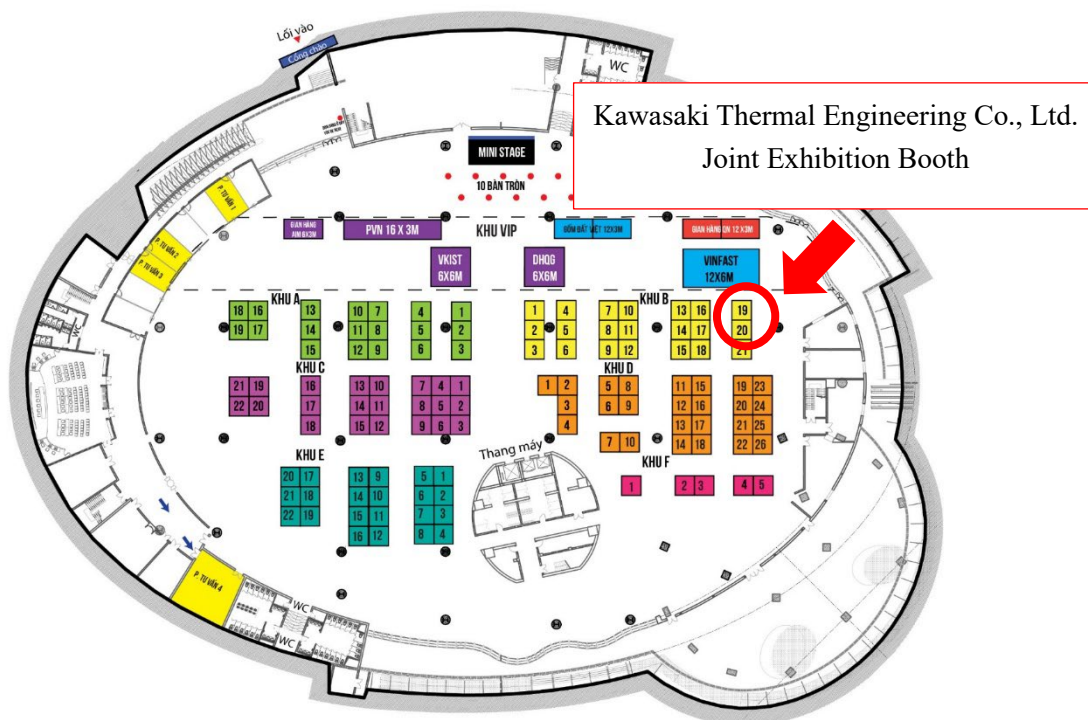 Lối vào
Cổng chào
WC
Kawasaki Thermal Engineering Co., Ltd.
Joint Exhibition Booth
MINI STAGE
10 BÀN TRÒN
P. TƯ VẤN 1
P. TƯ VẤN 2
P. TƯ VẤN 3
GIAN HÀNG
6X3M
PVN 16 X 3M
KHU VIP
GỐM ĐẤT VIỆT 12X3M
GIAN HÀNG QN 12 X3M
VKIST
6X6M
DHQG
6X6M
VINFAST
12X6M
KHU A
KHU B
18 16 13 10 7 4 1 1 4 7 10 13 16 19
19 17 14 11 8 5 2 2 5 8 11 14 17 20
15 12 9 6 3 3 6 9 12 15 18 21
WC
KHU C
KHU D
21 19 16 13 10 7 4 1 1 2 5 8 11 15 19 23
22 20 17 14 11 8 5 2 3 6 9 12 16 20 24
18 15 12 9 6 3 4 13 17 21 25
7 10 14 18 22 26
Thang máy
KHU E
KHU F
20 17 13 9 5 1 1 2 3 4 5
21 18 14 10 6 2
22 19 15 11 7 3
16 12 8 4
P. TƯ VẤN 4
WC
WC